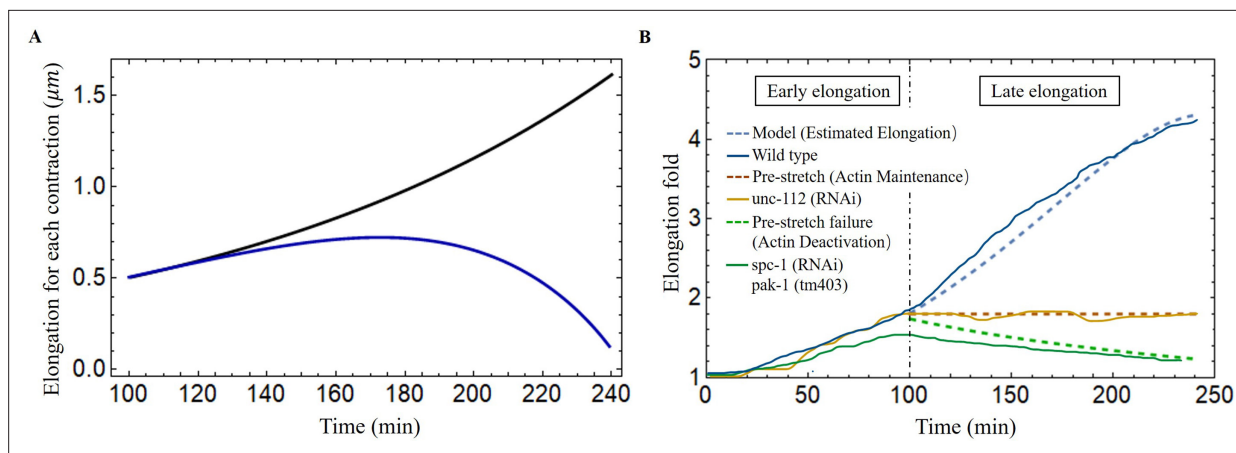 A
Elongation for each contraction (μm)
1.5
1.0
0.5
0.0
100 120 140 160 180 200 220 240
Time (min)
B
Elongation fold
5
4
3
2
1
Early elongation
Late elongation
Model (Estimated Elongation)
Wild type
Pre-stretch (Actin Maintenance)
unc-112 (RNAi)
Pre-stretch failure
(Actin Deactivation)
spc-1 (RNAi)
pak-1 (tm403)
0 50 100 150 200 250
Time (min)